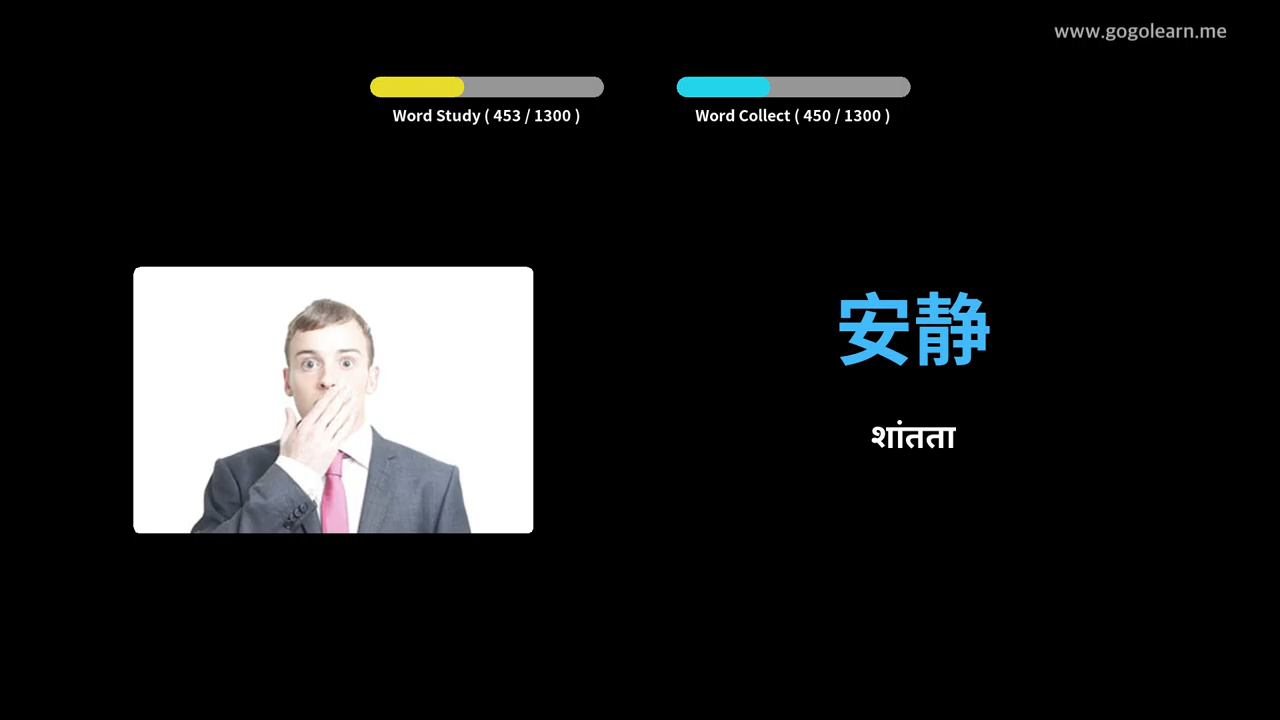 www.gogolearn.me
Word Study ( 453 / 1300 )
Word Collect ( 450 / 1300 )
安静
शांतता